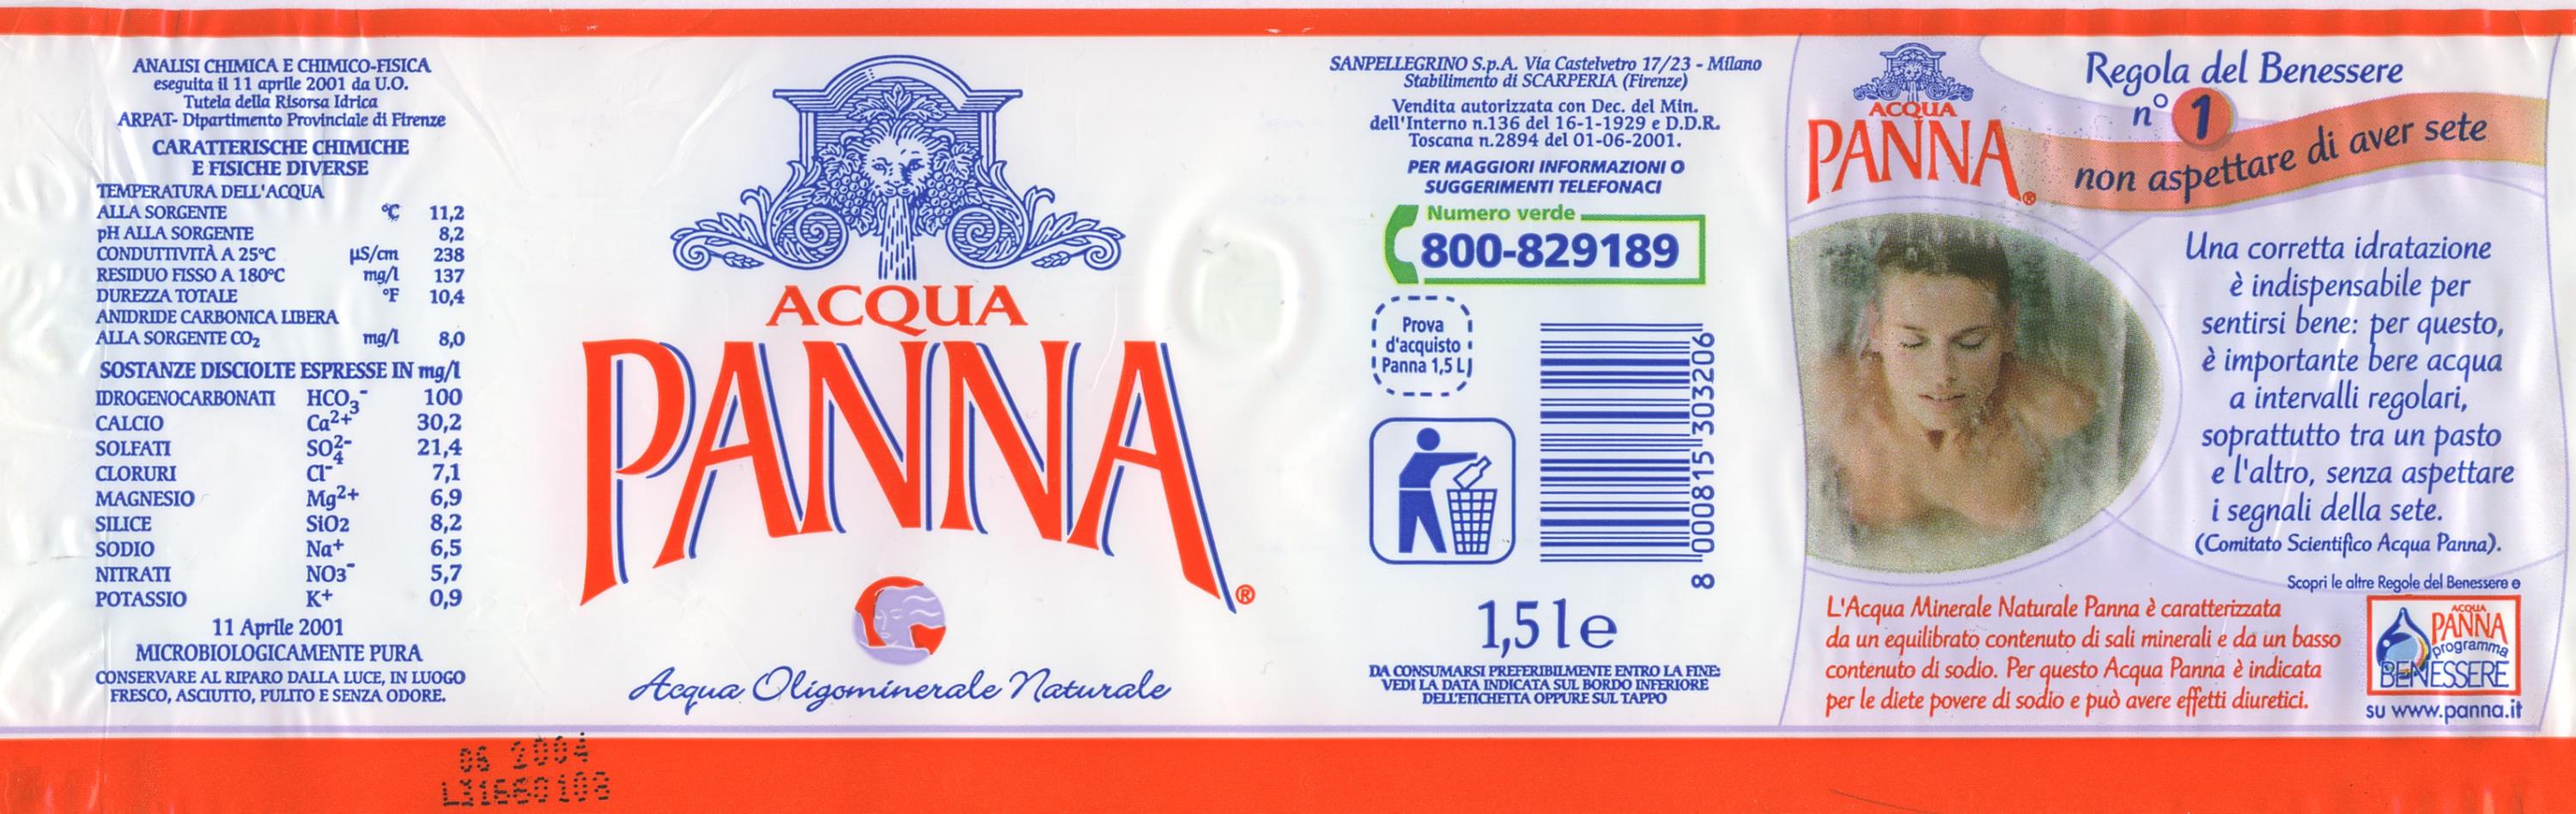 ANALISI CHIMICA E CHIMICO-FISICA
eseguita il 11 aprile 2001 da U.O.
Tutela della Risorsa Idrica
ARPAT- Dipartimento Provinciale di Firenze
CARATTERISCHE CHIMICHE
E FISICHE DIVERSE
TEMPERATURA DELL'ACQUA
ALLA SORGENTE °C 11,2
pH ALLA SORGENTE 8,2
CONDUTTIVITÀ A 25°C µS/cm 238
RESIDUO FISSO A 180°C mg/l 137
DUREZZA TOTALE °F 10,4
ANIDRIDE CARBONICA LIBERA
ALLA SORGENTE CO2 mg/l 8,0
SOSTANZE DISCIOLTE ESPRESSE IN mg/l
IDROGENOCARBONATI HCO3- 100
CALCIO Ca2+ 30,2
SOLFATI SO42- 21,4
CLORURI Cl- 7,1
MAGNESIO Mg2+ 6,9
SILICE SiO2 8,2
SODIO Na+ 6,5
NITRATI NO3- 5,7
POTASSIO K+ 0,9
11 Aprile 2001
MICROBIOLOGICAMENTE PURA
CONSERVARE AL RIPARO DALLA LUCE, IN LUOGO
FRESCO, ASCIUTTO, PULITO E SENZA ODORE.
06 2004
L31660108
ACQUA
PANNA®
Acqua Oligominerale Naturale
SANPELLEGRINO S.p.A. Via Castelvetro 17/23 - Milano
Stabilimento di SCARPERIA (Firenze)
Vendita autorizzata con Dec. del Min.
dell'Interno n.136 del 16-1-1929 e D.D.R.
Toscana n.2894 del 01-06-2001.
PER MAGGIORI INFORMAZIONI O
SUGGERIMENTI TELEFONACI
Numero verde
800-829189
Prova
d'acquisto
Panna 1,5 L
8 000815 303206
1,5 l e
DA CONSUMARSI PREFERIBILMENTE ENTRO LA FINE:
VEDI LA DATA INDICATA SUL BORDO INFERIORE
DELL'ETICHETTA OPPURE SUL TAPPO
ACQUA
PANNA®
Regola del Benessere
n° 1
non aspettare di aver sete
Una corretta idratazione
è indispensabile per
sentirsi bene: per questo,
è importante bere acqua
a intervalli regolari,
soprattutto tra un pasto
e l'altro, senza aspettare
i segnali della sete.
(Comitato Scientifico Acqua Panna).
Scopri le altre Regole del Benessere e
L'Acqua Minerale Naturale Panna è caratterizzata
da un equilibrato contenuto di sali minerali e da un basso
contenuto di sodio. Per questo Acqua Panna è indicata
per le diete povere di sodio e può avere effetti diuretici.
ACQUA
PANNA
programma
BENESSERE
su www.panna.it